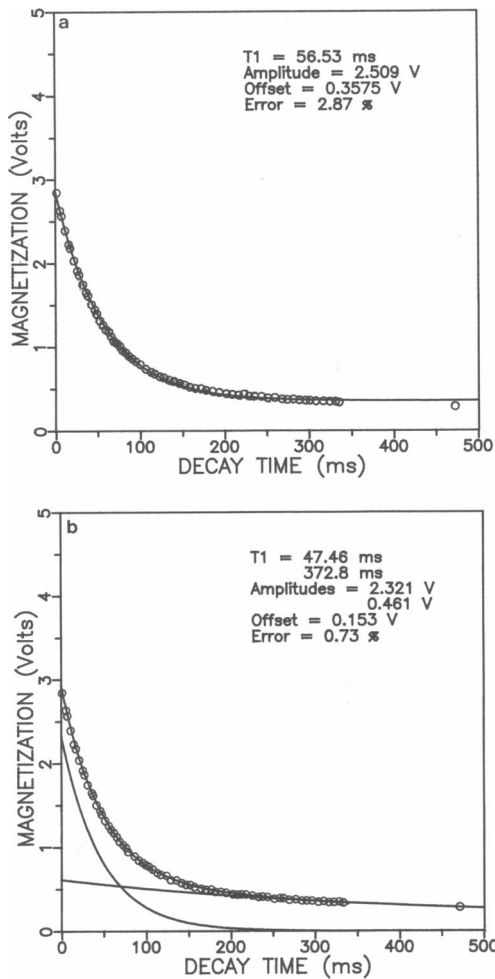 a
T1 = 56.53 ms
Amplitude = 2.509 V
Offset = 0.3575 V
Error = 2.87 %
MAGNETIZATION (Volts)
5
4
3
2
1
0
0 100 200 300 400 500
DECAY TIME (ms)
b
T1 = 47.46 ms
372.8 ms
Amplitudes = 2.321 V
0.461 V
Offset = 0.153 V
Error = 0.73 %
MAGNETIZATION (Volts)
5
4
3
2
1
0
0 100 200 300 400 500
DECAY TIME (ms)